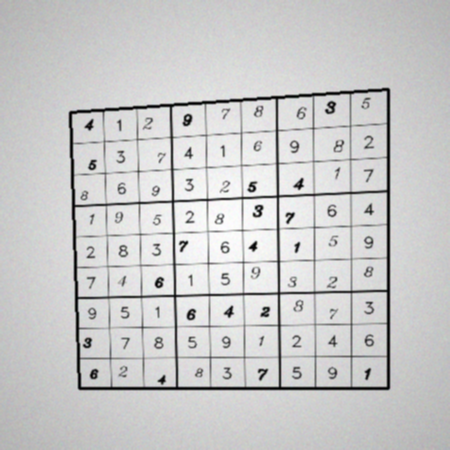 4 1 2 9 7 8 6 3 5
5 3 7 4 1 6 9 8 2
8 6 9 3 2 5 4 1 7
1 9 5 2 8 3 7 6 4
2 8 3 7 6 4 1 5 9
7 4 6 1 5 9 3 2 8
9 5 1 6 4 2 8 7 3
3 7 8 5 9 1 2 4 6
6 2 4 8 3 7 5 9 1